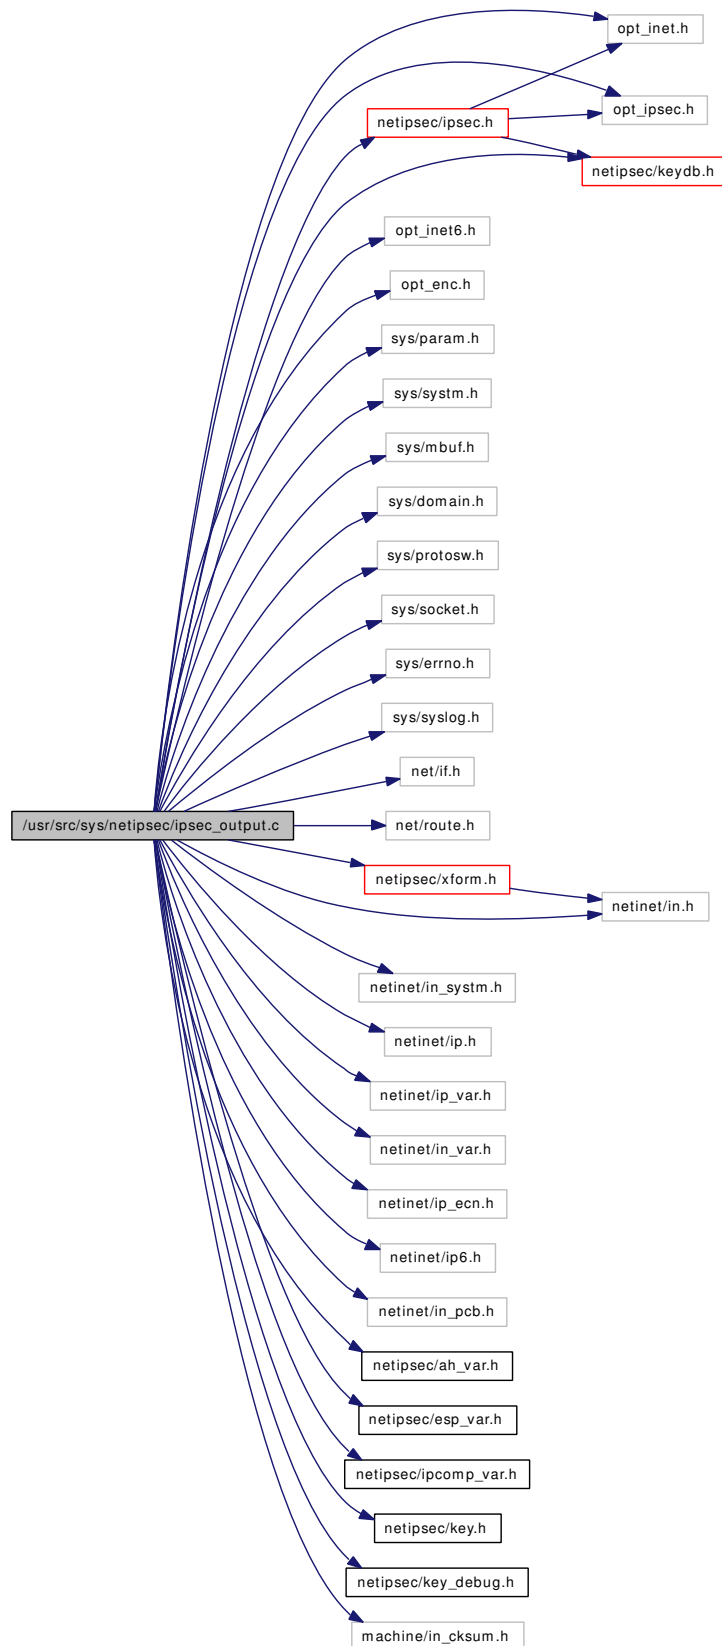 opt_inet.h
opt_ipsec.h
netipsec/ipsec.h
netipsec/keydb.h
opt_inet6.h
opt_enc.h
sys/param.h
sys/systm.h
sys/mbuf.h
sys/domain.h
sys/protosw.h
sys/socket.h
sys/errno.h
sys/syslog.h
net/if.h
/usr/src/sys/netipsec/ipsec_output.c
net/route.h
netipsec/xform.h
netinet/in.h
netinet/in_systm.h
netinet/ip.h
netinet/ip_var.h
netinet/in_var.h
netinet/ip_ecn.h
netinet/ip6.h
netinet/in_pcb.h
netipsec/ah_var.h
netipsec/esp_var.h
netipsec/ipcomp_var.h
netipsec/key.h
netipsec/key_debug.h
machine/in_cksum.h